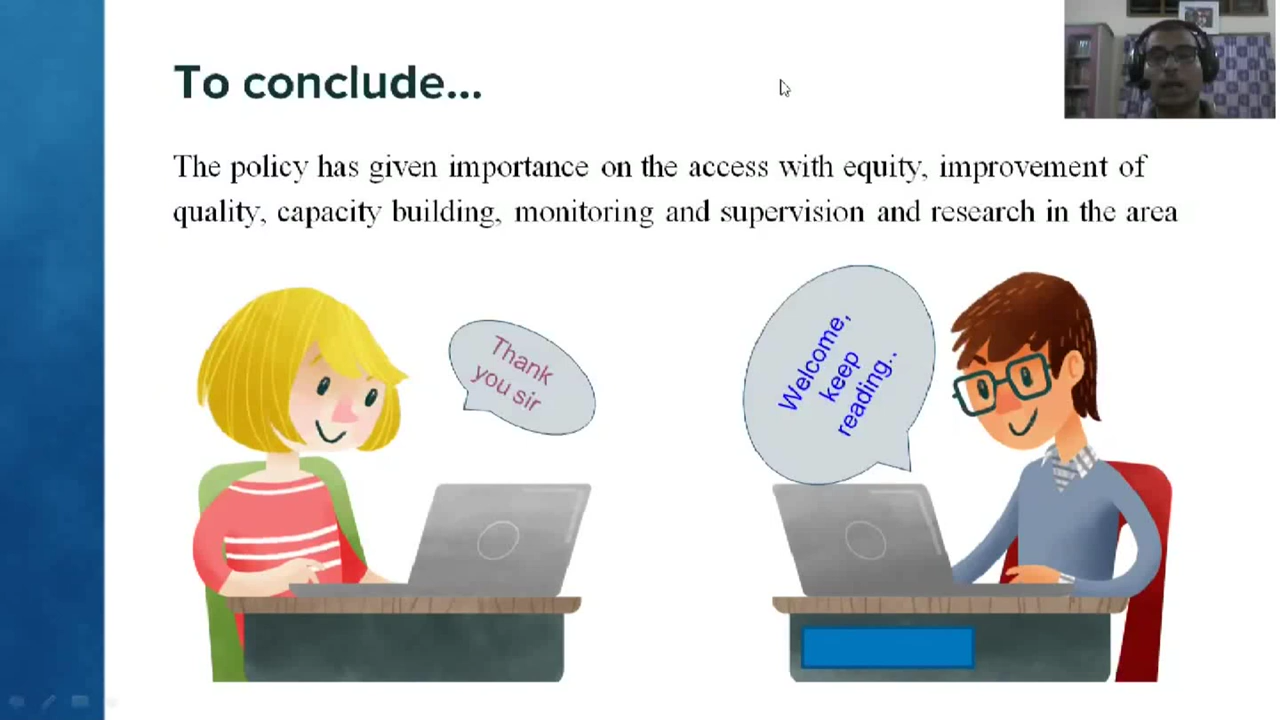 To conclude...
The policy has given importance on the access with equity, improvement of
quality, capacity building, monitoring and supervision and research in the area
Thank
you sir
Welcome,
keep
reading..